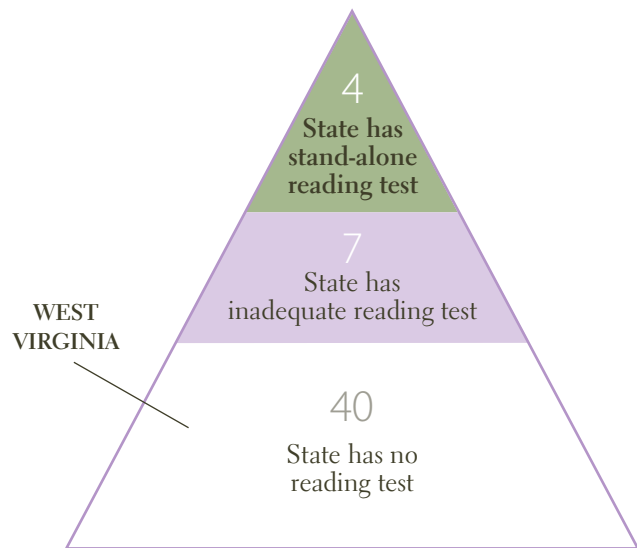 4
State has
stand-alone
reading test
7
State has
inadequate reading test
WEST
VIRGINIA
40
State has no
reading test